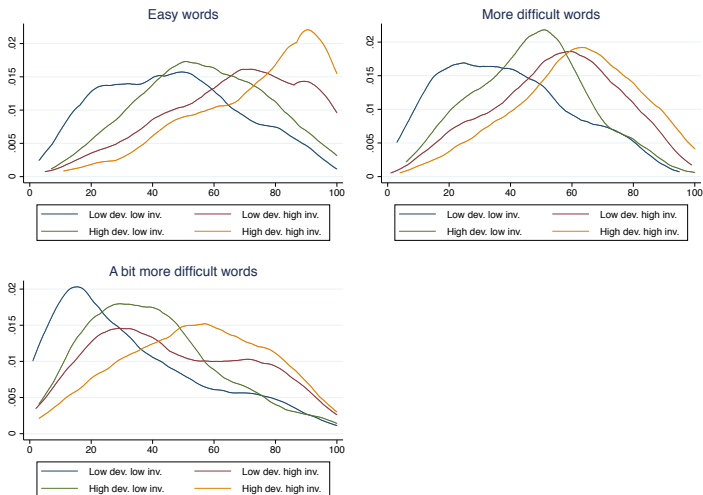 Easy words
.02
.015
.01
.005
0
0 20 40 60 80 100
Low dev. low inv. Low dev. high inv.
High dev. low inv. High dev. high inv.
More difficult words
.02
.015
.01
.005
0
0 20 40 60 80 100
Low dev. low inv. Low dev. high inv.
High dev. low inv. High dev. high inv.
A bit more difficult words
.02
.015
.01
.005
0
0 20 40 60 80 100
Low dev. low inv. Low dev. high inv.
High dev. low inv. High dev. high inv.